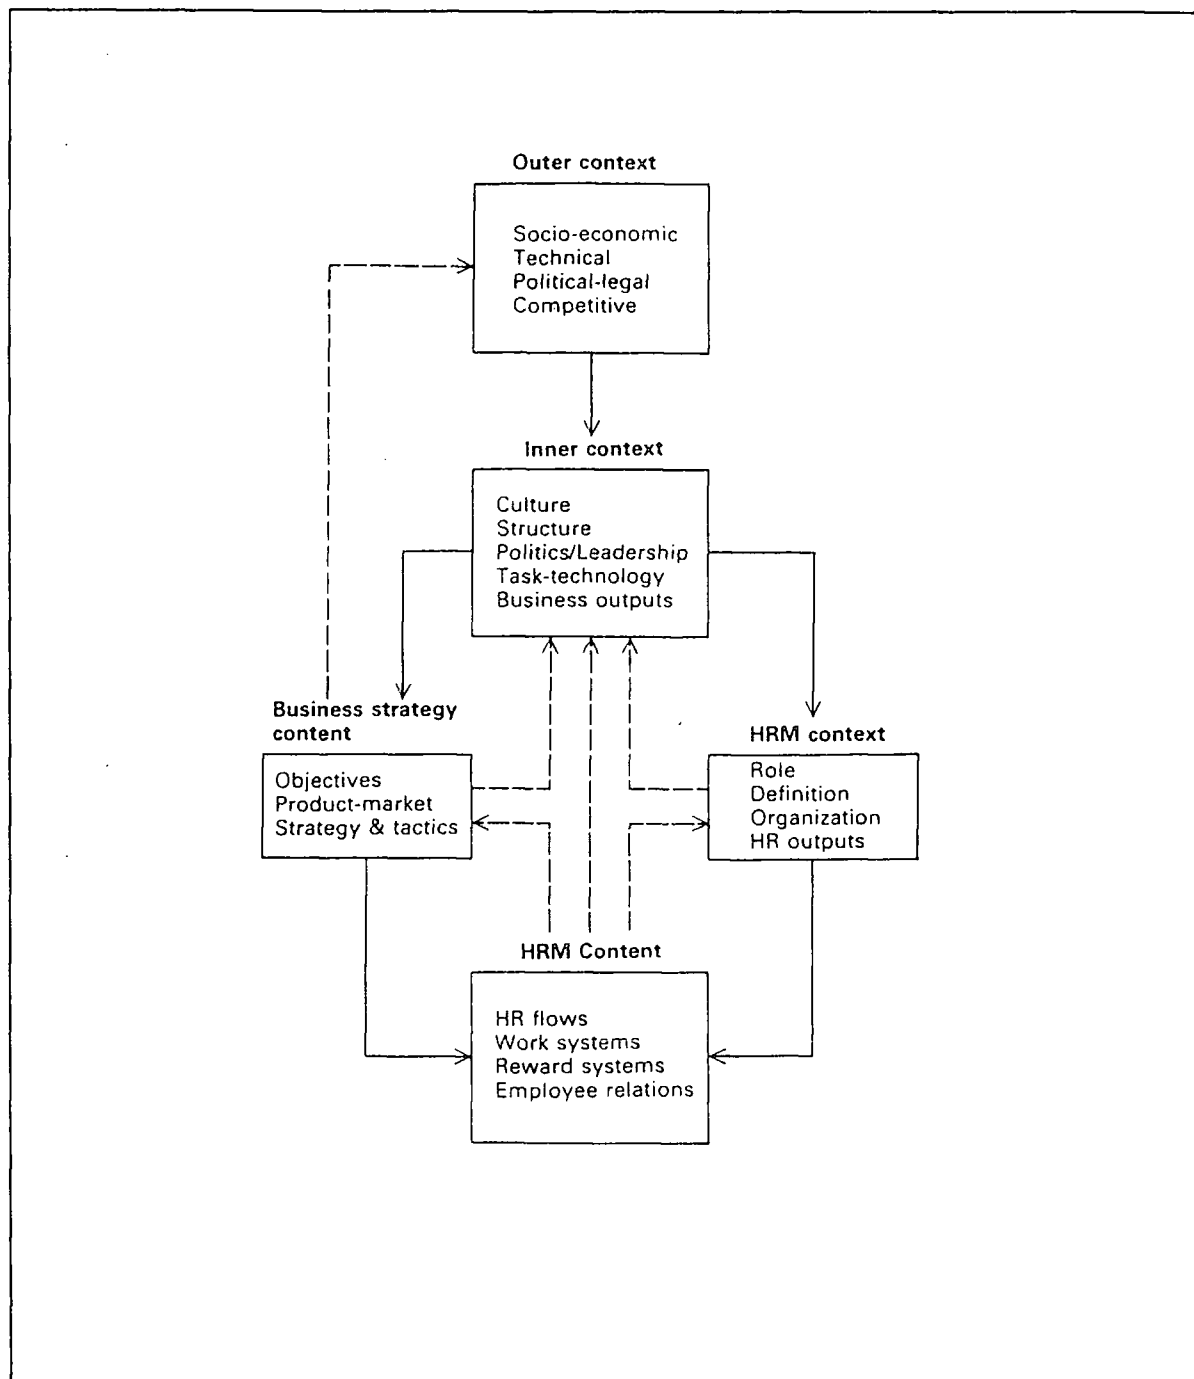 Outer context
Socio-economic
Technical
Political-legal
Competitive
Inner context
Culture
Structure
Politics/Leadership
Task-technology
Business outputs
Business strategy
content
Objectives
Product-market
Strategy & tactics
HRM context
Role
Definition
Organization
HR outputs
HRM Content
HR flows
Work systems
Reward systems
Employee relations